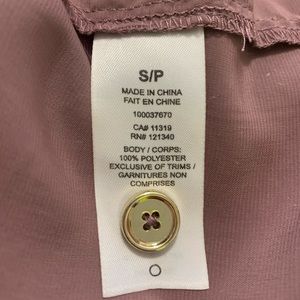 S/P
MADE IN CHINA
FAIT EN CHINE
100037670
CA# 11319
RN# 121340
BODY / CORPS:
100% POLYESTER
EXCLUSIVE OF TRIMS /
GARNITURES NON
COMPRISES